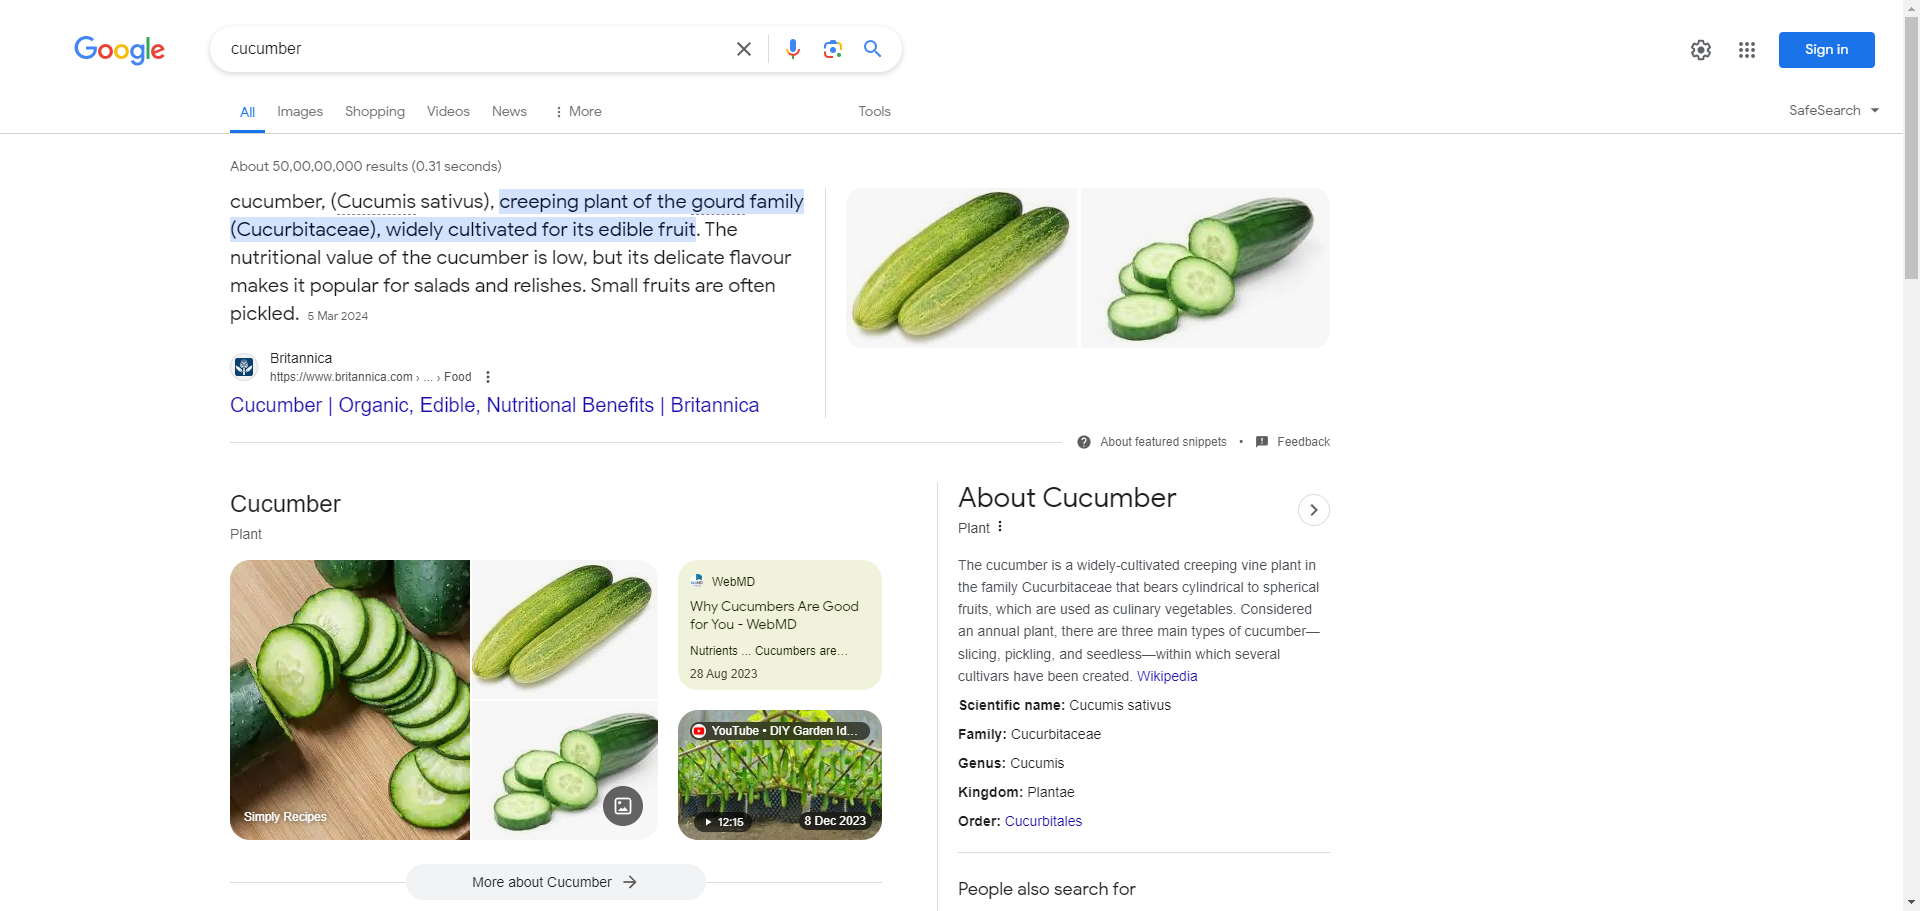 Google
cucumber
Sign in
All Images Shopping Videos News More Tools
SafeSearch
About 50,00,00,000 results (0.31 seconds)
cucumber, (Cucumis sativus), creeping plant of the gourd family
(Cucurbitaceae), widely cultivated for its edible fruit. The
nutritional value of the cucumber is low, but its delicate flavour
makes it popular for salads and relishes. Small fruits are often
pickled. 5 Mar 2024
Britannica
https://www.britannica.com › ... › Food
Cucumber | Organic, Edible, Nutritional Benefits | Britannica
About featured snippets • Feedback
Cucumber
Plant
Simply Recipes
WebMD
Why Cucumbers Are Good
for You - WebMD
Nutrients ... Cucumbers are...
28 Aug 2023
YouTube • DIY Garden Id...
12:15
8 Dec 2023
More about Cucumber
About Cucumber
Plant
The cucumber is a widely-cultivated creeping vine plant in
the family Cucurbitaceae that bears cylindrical to spherical
fruits, which are used as culinary vegetables. Considered
an annual plant, there are three main types of cucumber—
slicing, pickling, and seedless—within which several
cultivars have been created. Wikipedia
Scientific name: Cucumis sativus
Family: Cucurbitaceae
Genus: Cucumis
Kingdom: Plantae
Order: Cucurbitales
People also search for